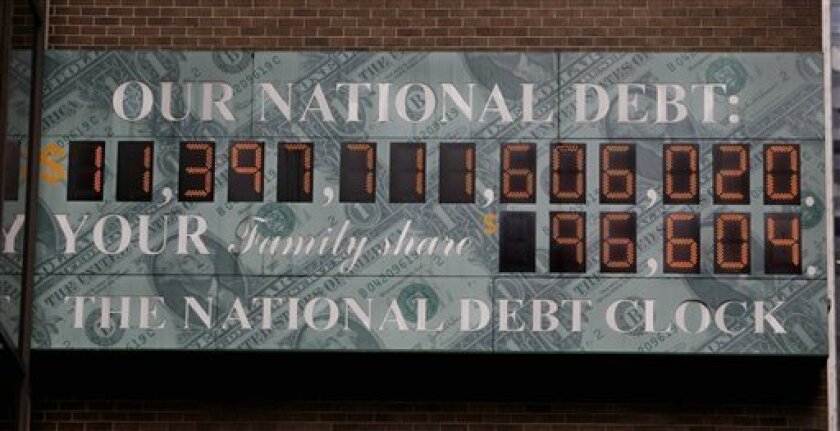 OUR NATIONAL DEBT:
$11,397,711,606,020.
YOUR Family share $ 96,604.
THE NATIONAL DEBT CLOCK